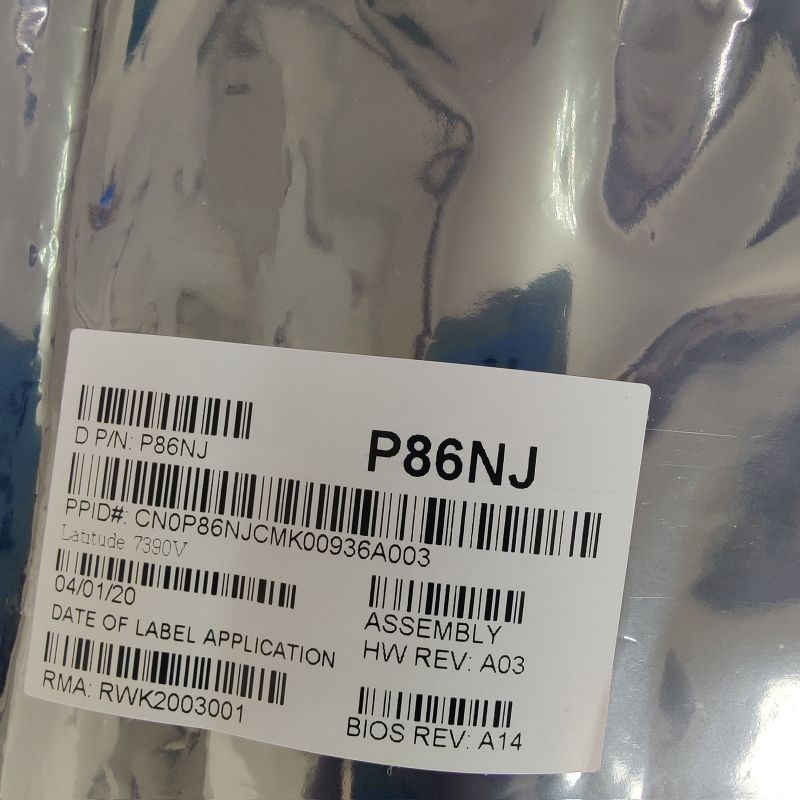 D P/N: P86NJ
P86NJ
PPID#: CN0P86NJCMK00936A003
Latitude 7390V
04/01/20
DATE OF LABEL APPLICATION
ASSEMBLY
HW REV: A03
RMA: RWK2003001
BIOS REV: A14